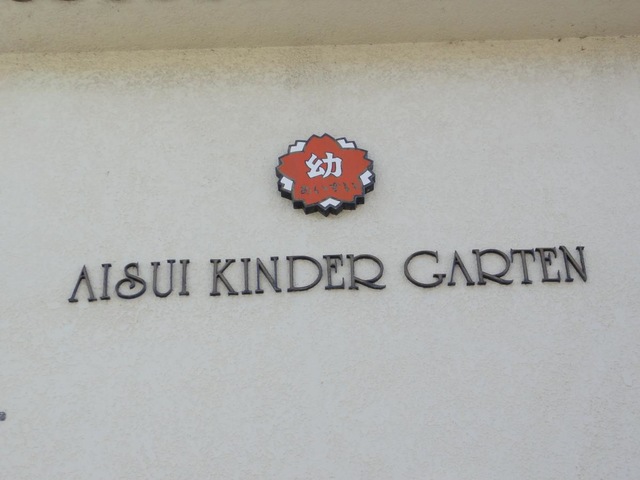 幼
AISUI KINDER GARTEN